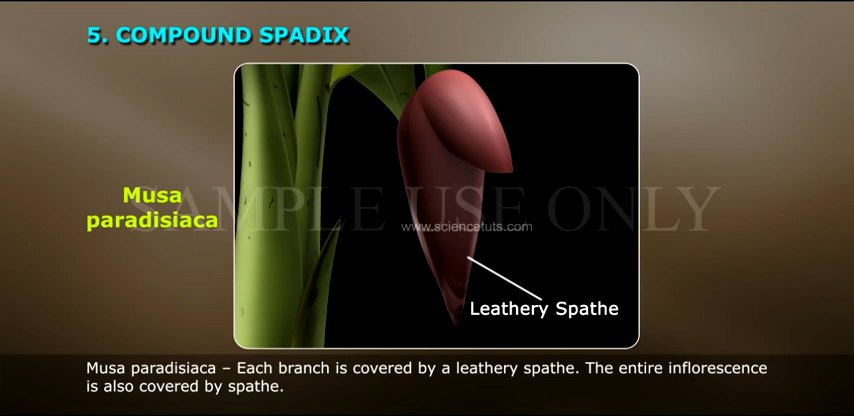 5. COMPOUND SPADIX
Musa
paradisiaca
SAMPLE USE ONLY
www.sciencetuts.com
Leathery Spathe
Musa paradisiaca – Each branch is covered by a leathery spathe. The entire inflorescence
is also covered by spathe.